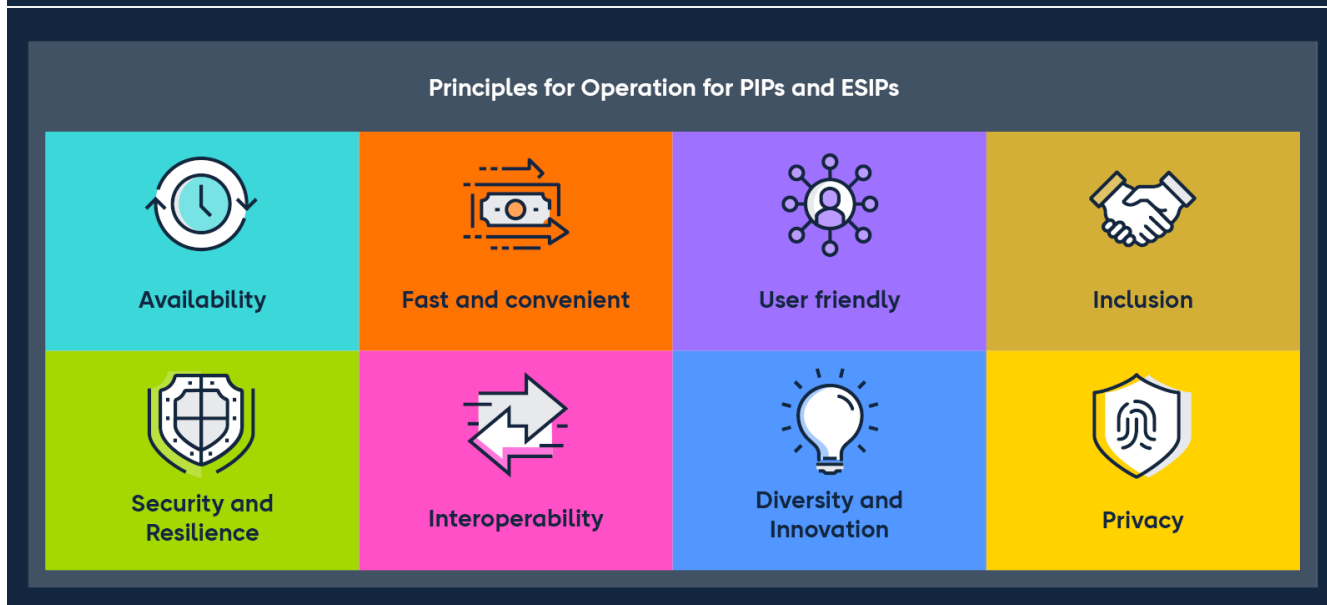 Principles for Operation for PIPs and ESIPs
Availability
Fast and convenient
User friendly
Inclusion
Security and
Resilience
Interoperability
Diversity and
Innovation
Privacy